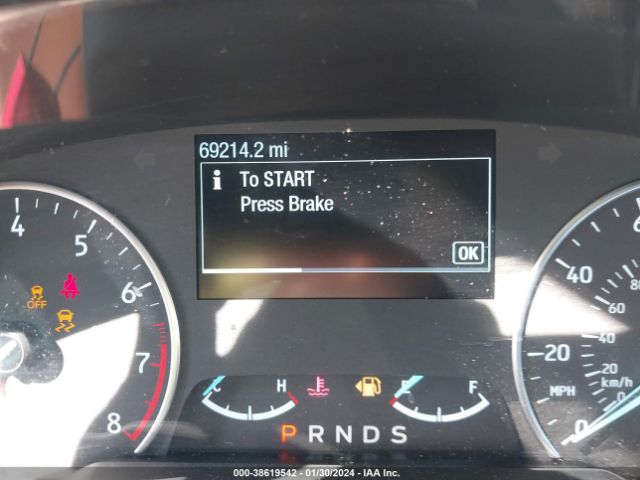 69214.2 mi
i To START
Press Brake
OK
4
5
6
7
8
OFF
C H
E F
P R N D S
40
20
0
MPH
80
60
40
20
km/h
0
000-38619542 - 01/30/2024 - IAA Inc.